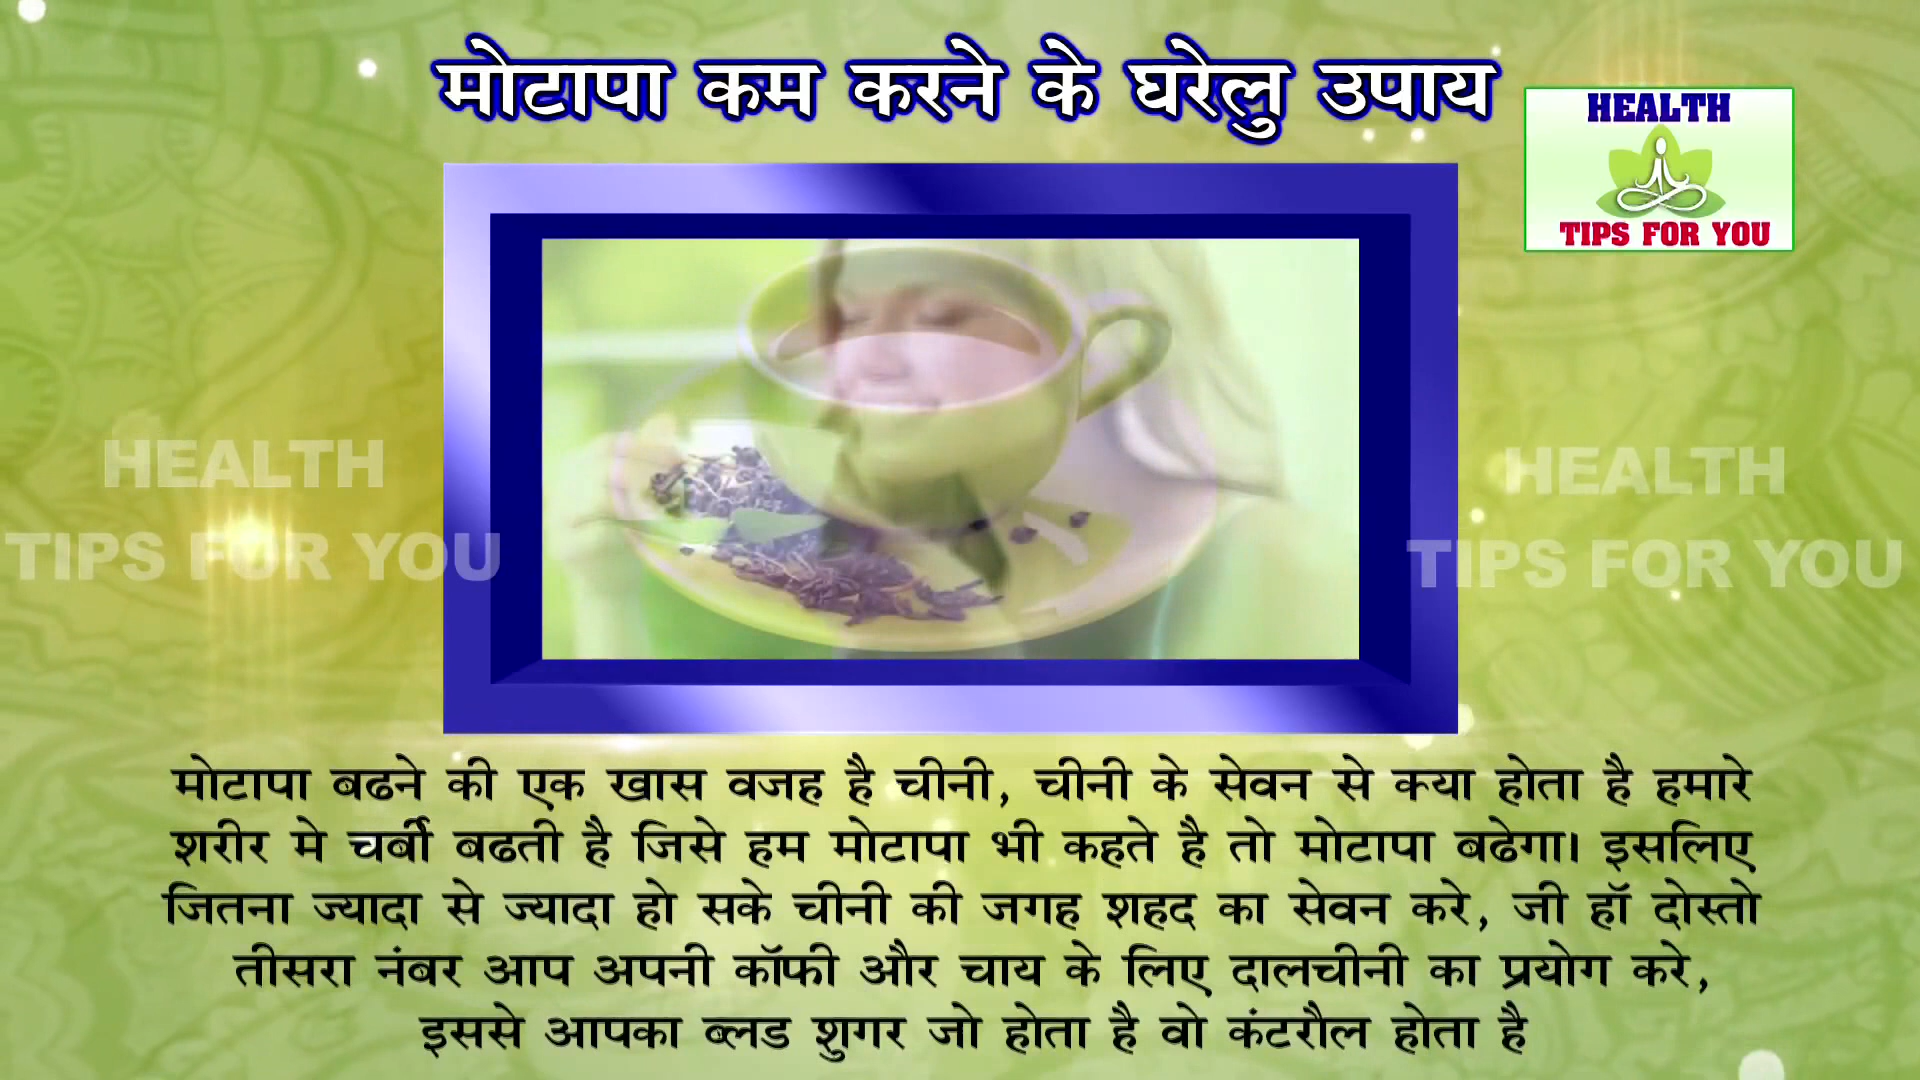 मोटापा कम करने के घरेलु उपाय
HEALTH
TIPS FOR YOU
HEALTH
TIPS FOR YOU
HEALTH
TIPS FOR YOU
मोटापा बढने की एक खास वजह है चीनी, चीनी के सेवन से क्या होता है हमारे
शरीर मे चर्बी बढती है जिसे हम मोटापा भी कहते है तो मोटापा बढेगा। इसलिए
जितना ज्यादा से ज्यादा हो सके चीनी की जगह शहद का सेवन करे, जी हॉ दोस्तो
तीसरा नंबर आप अपनी कॉफी और चाय के लिए दालचीनी का प्रयोग करे,
इससे आपका ब्लड शुगर जो होता है वो कंटरौल होता है